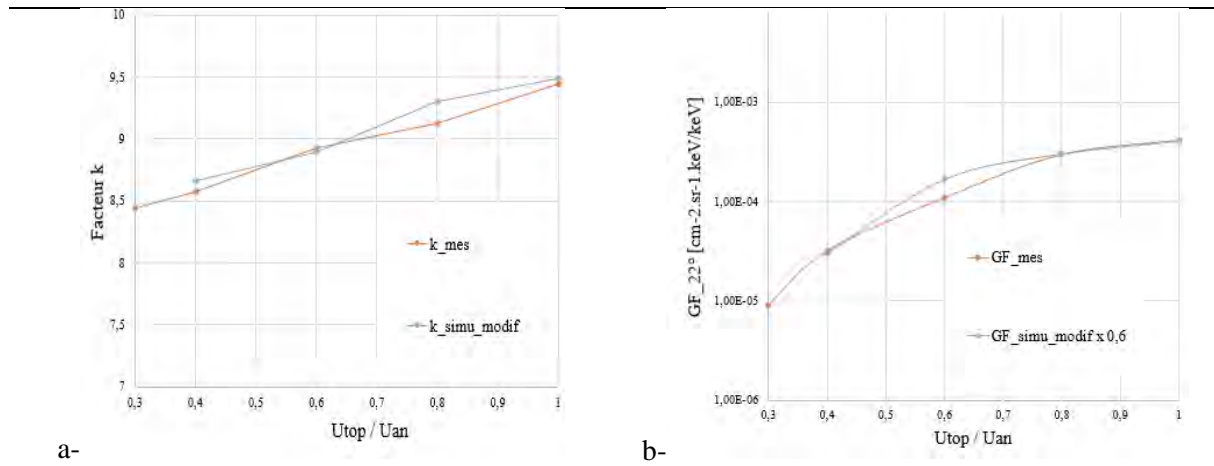 10
9,5
9
8,5
8
7,5
7
Facteur k
k_mes
k_simu_modif
0,3 0,4 0,5 0,6 0,7 0,8 0,9 1
Utop / Uan
a-
1,00E-03
1,00E-04
1,00E-05
1,00E-06
GF_22° [cm-2.sr-1.keV/keV]
GF_mes
GF_simu_modif x 0,6
0,3 0,4 0,5 0,6 0,7 0,8 0,9 1
Utop / Uan
b-